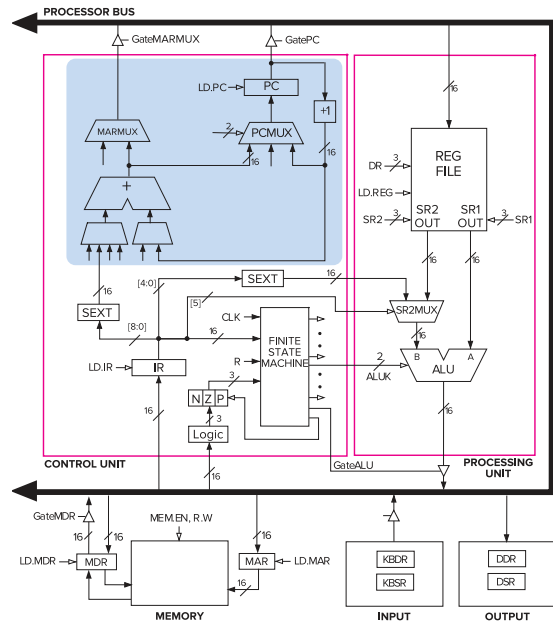 PROCESSOR BUS
GateMARMUX
GatePC
LD.PC
PC
+1
16
MARMUX
2
PCMUX
16
16
+
16
REG
FILE
DR
3
LD.REG
SR2
3
SR2
OUT
SR1
OUT
3
SR1
16
16
16
SEXT
[4:0]
SEXT
16
[5]
SR2MUX
[8:0]
16
CLK
FINITE
STATE
MACHINE
16
B
A
ALU
LD.IR
IR
R
2
ALUK
3
N Z P
16
3
Logic
16
16
GateALU
CONTROL UNIT
PROCESSING
UNIT
GateMDR
16
16
MEM.EN, R.W
16
LD.MDR
MDR
MAR
LD.MAR
16
KBDR
KBSR
DDR
DSR
MEMORY
INPUT
OUTPUT